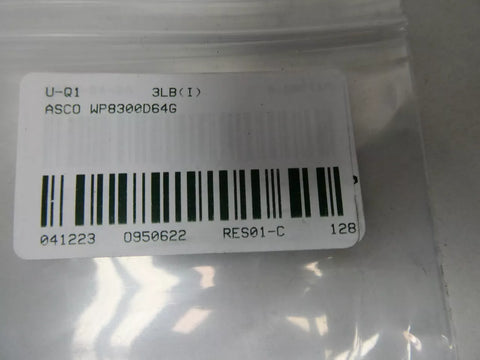 U-Q1 3LB(I)
ASCO WP8300D64G
041223 0950622 RES01-C 128